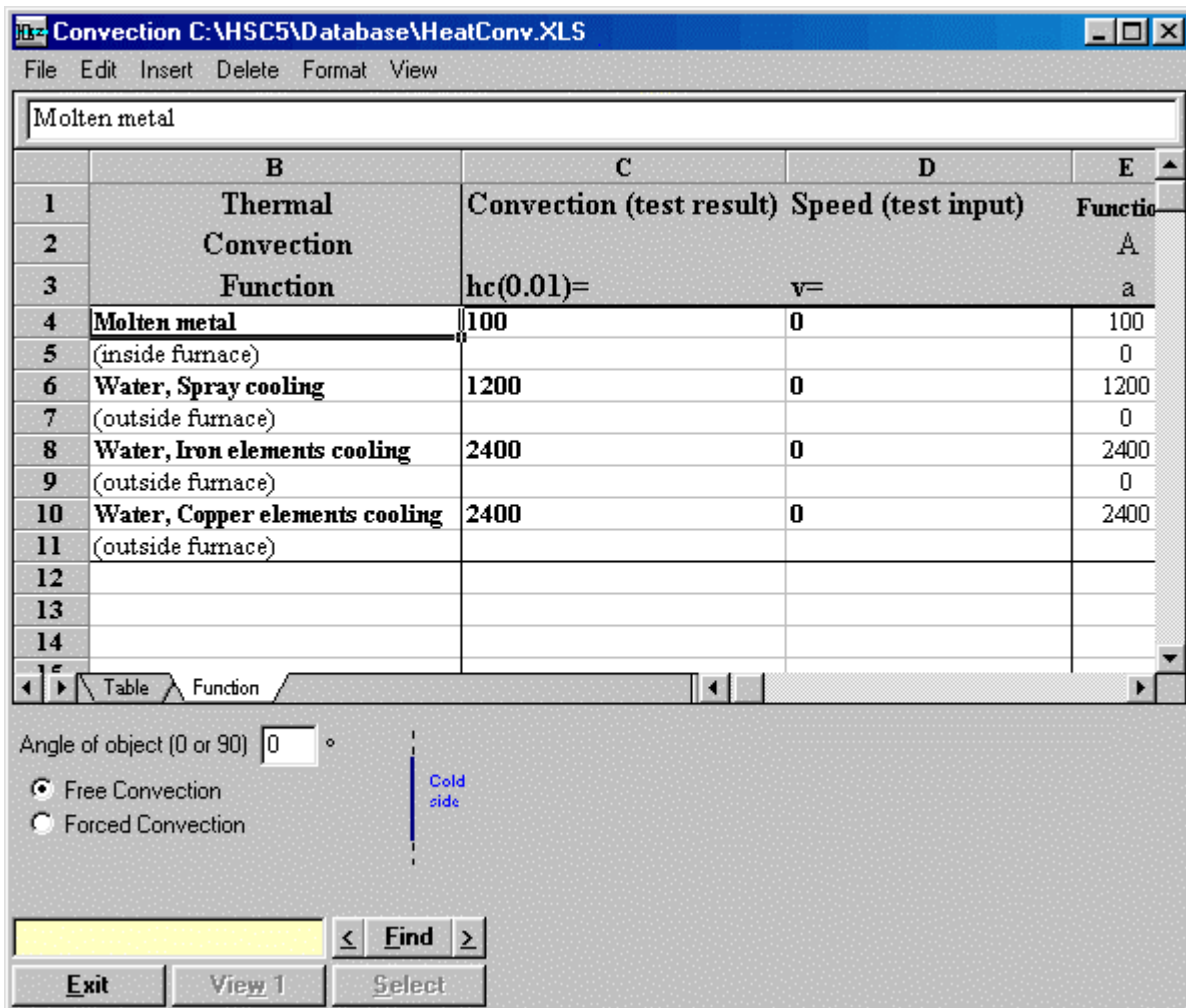 Convection C:\HSC5\Database\HeatConv.XLS
File Edit Insert Delete Format View
Molten metal
B C D E
1 Thermal Convection (test result) Speed (test input) Functio
2 Convection A
3 Function hc(0.01)= v= a
4 Molten metal 100 0 100
5 (inside furnace) 0
6 Water, Spray cooling 1200 0 1200
7 (outside furnace) 0
8 Water, Iron elements cooling 2400 0 2400
9 (outside furnace) 0
10 Water, Copper elements cooling 2400 0 2400
11 (outside furnace)
12
13
14
15
Table Function
Angle of object (0 or 90) 0 °
Free Convection
Forced Convection
Cold
side
< Find >
Exit View 1 Select